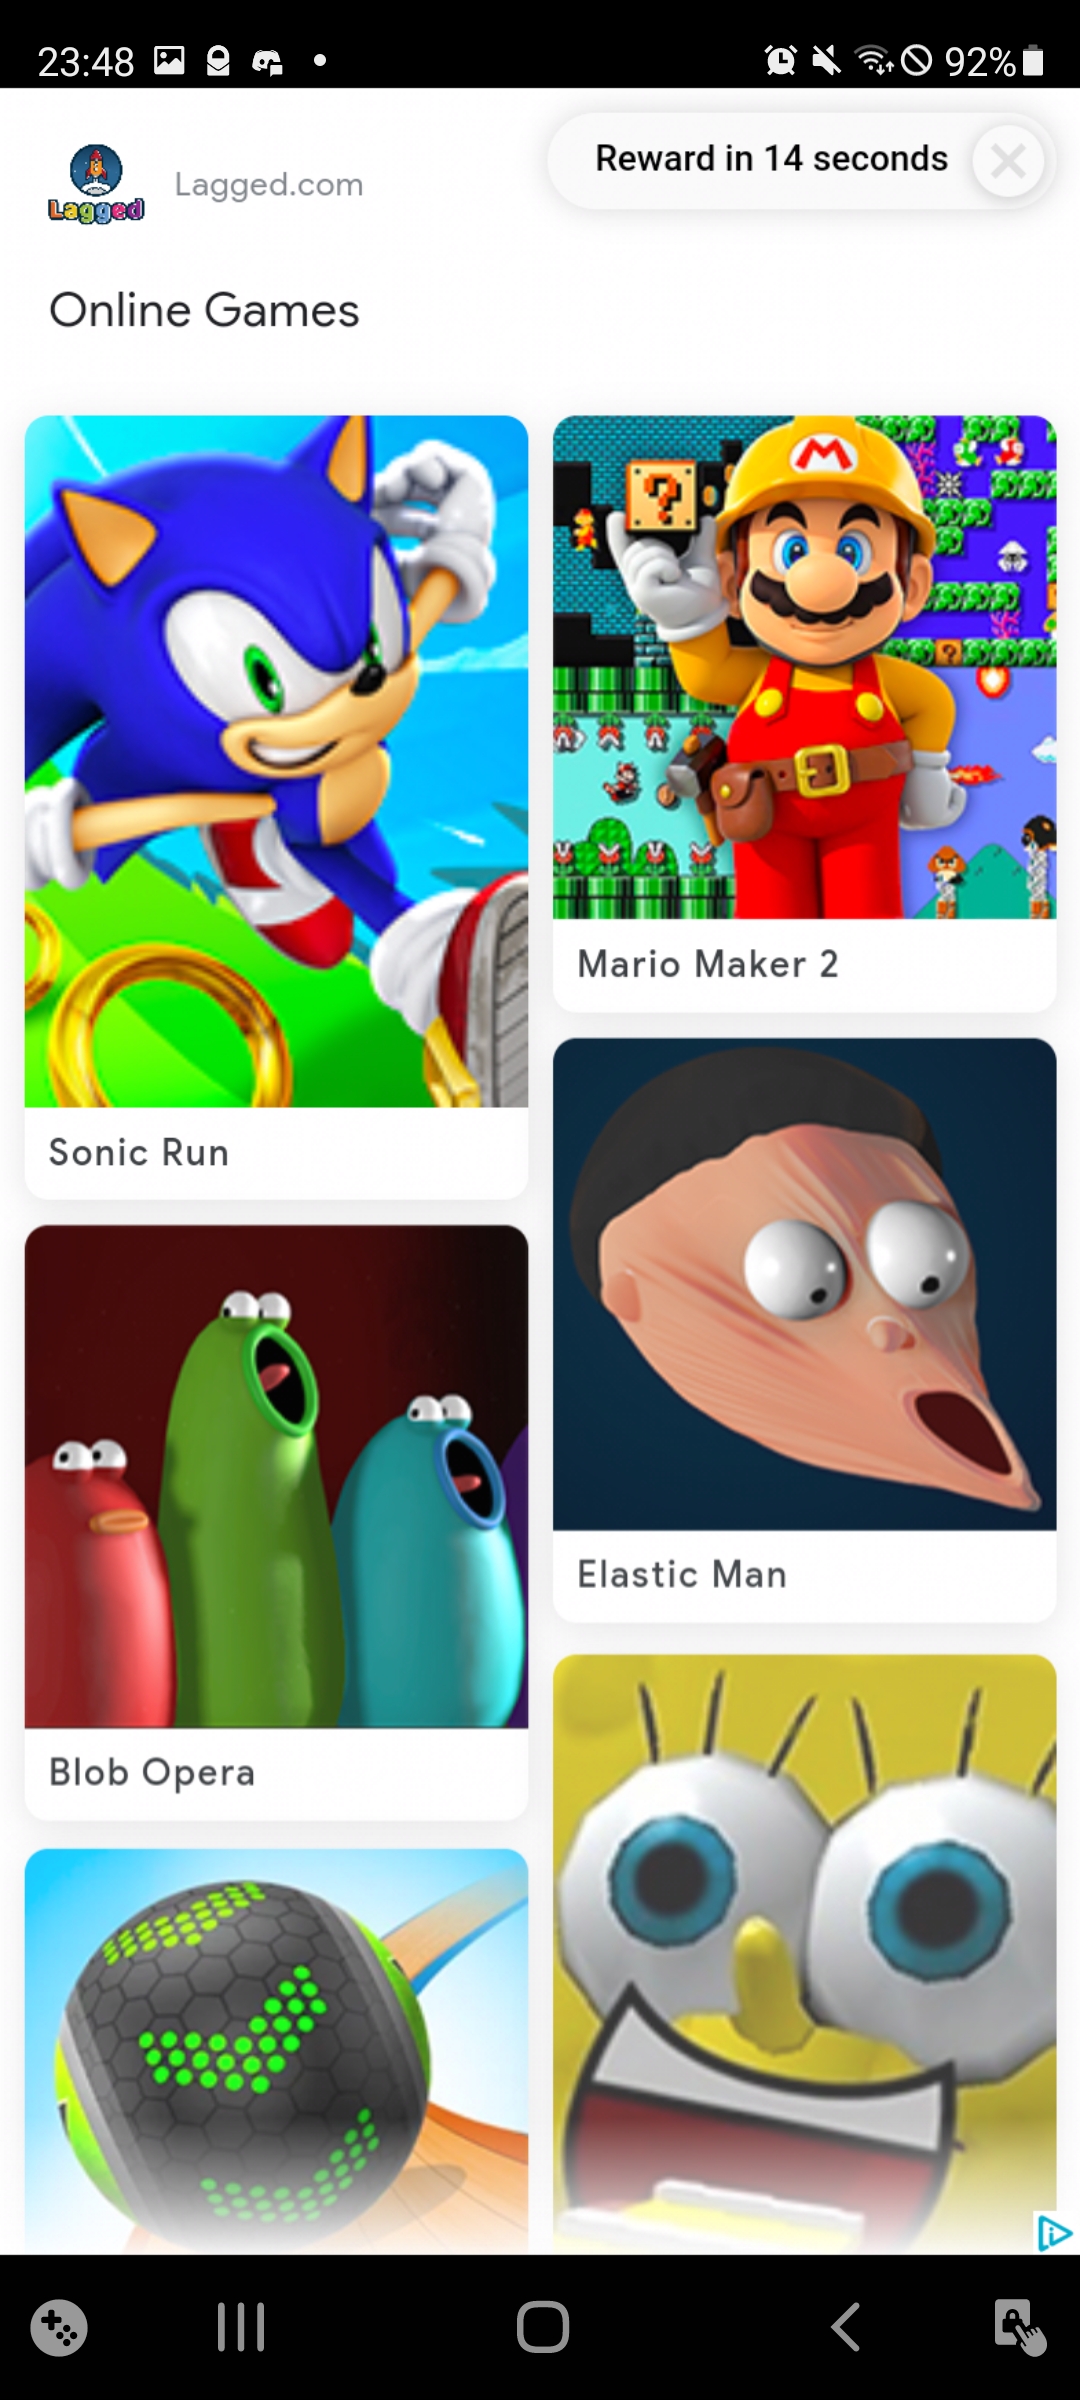 23:48
92%
Lagged
Lagged.com
Reward in 14 seconds
Online Games
M
?
Sonic Run
Mario Maker 2
Blob Opera
Elastic Man